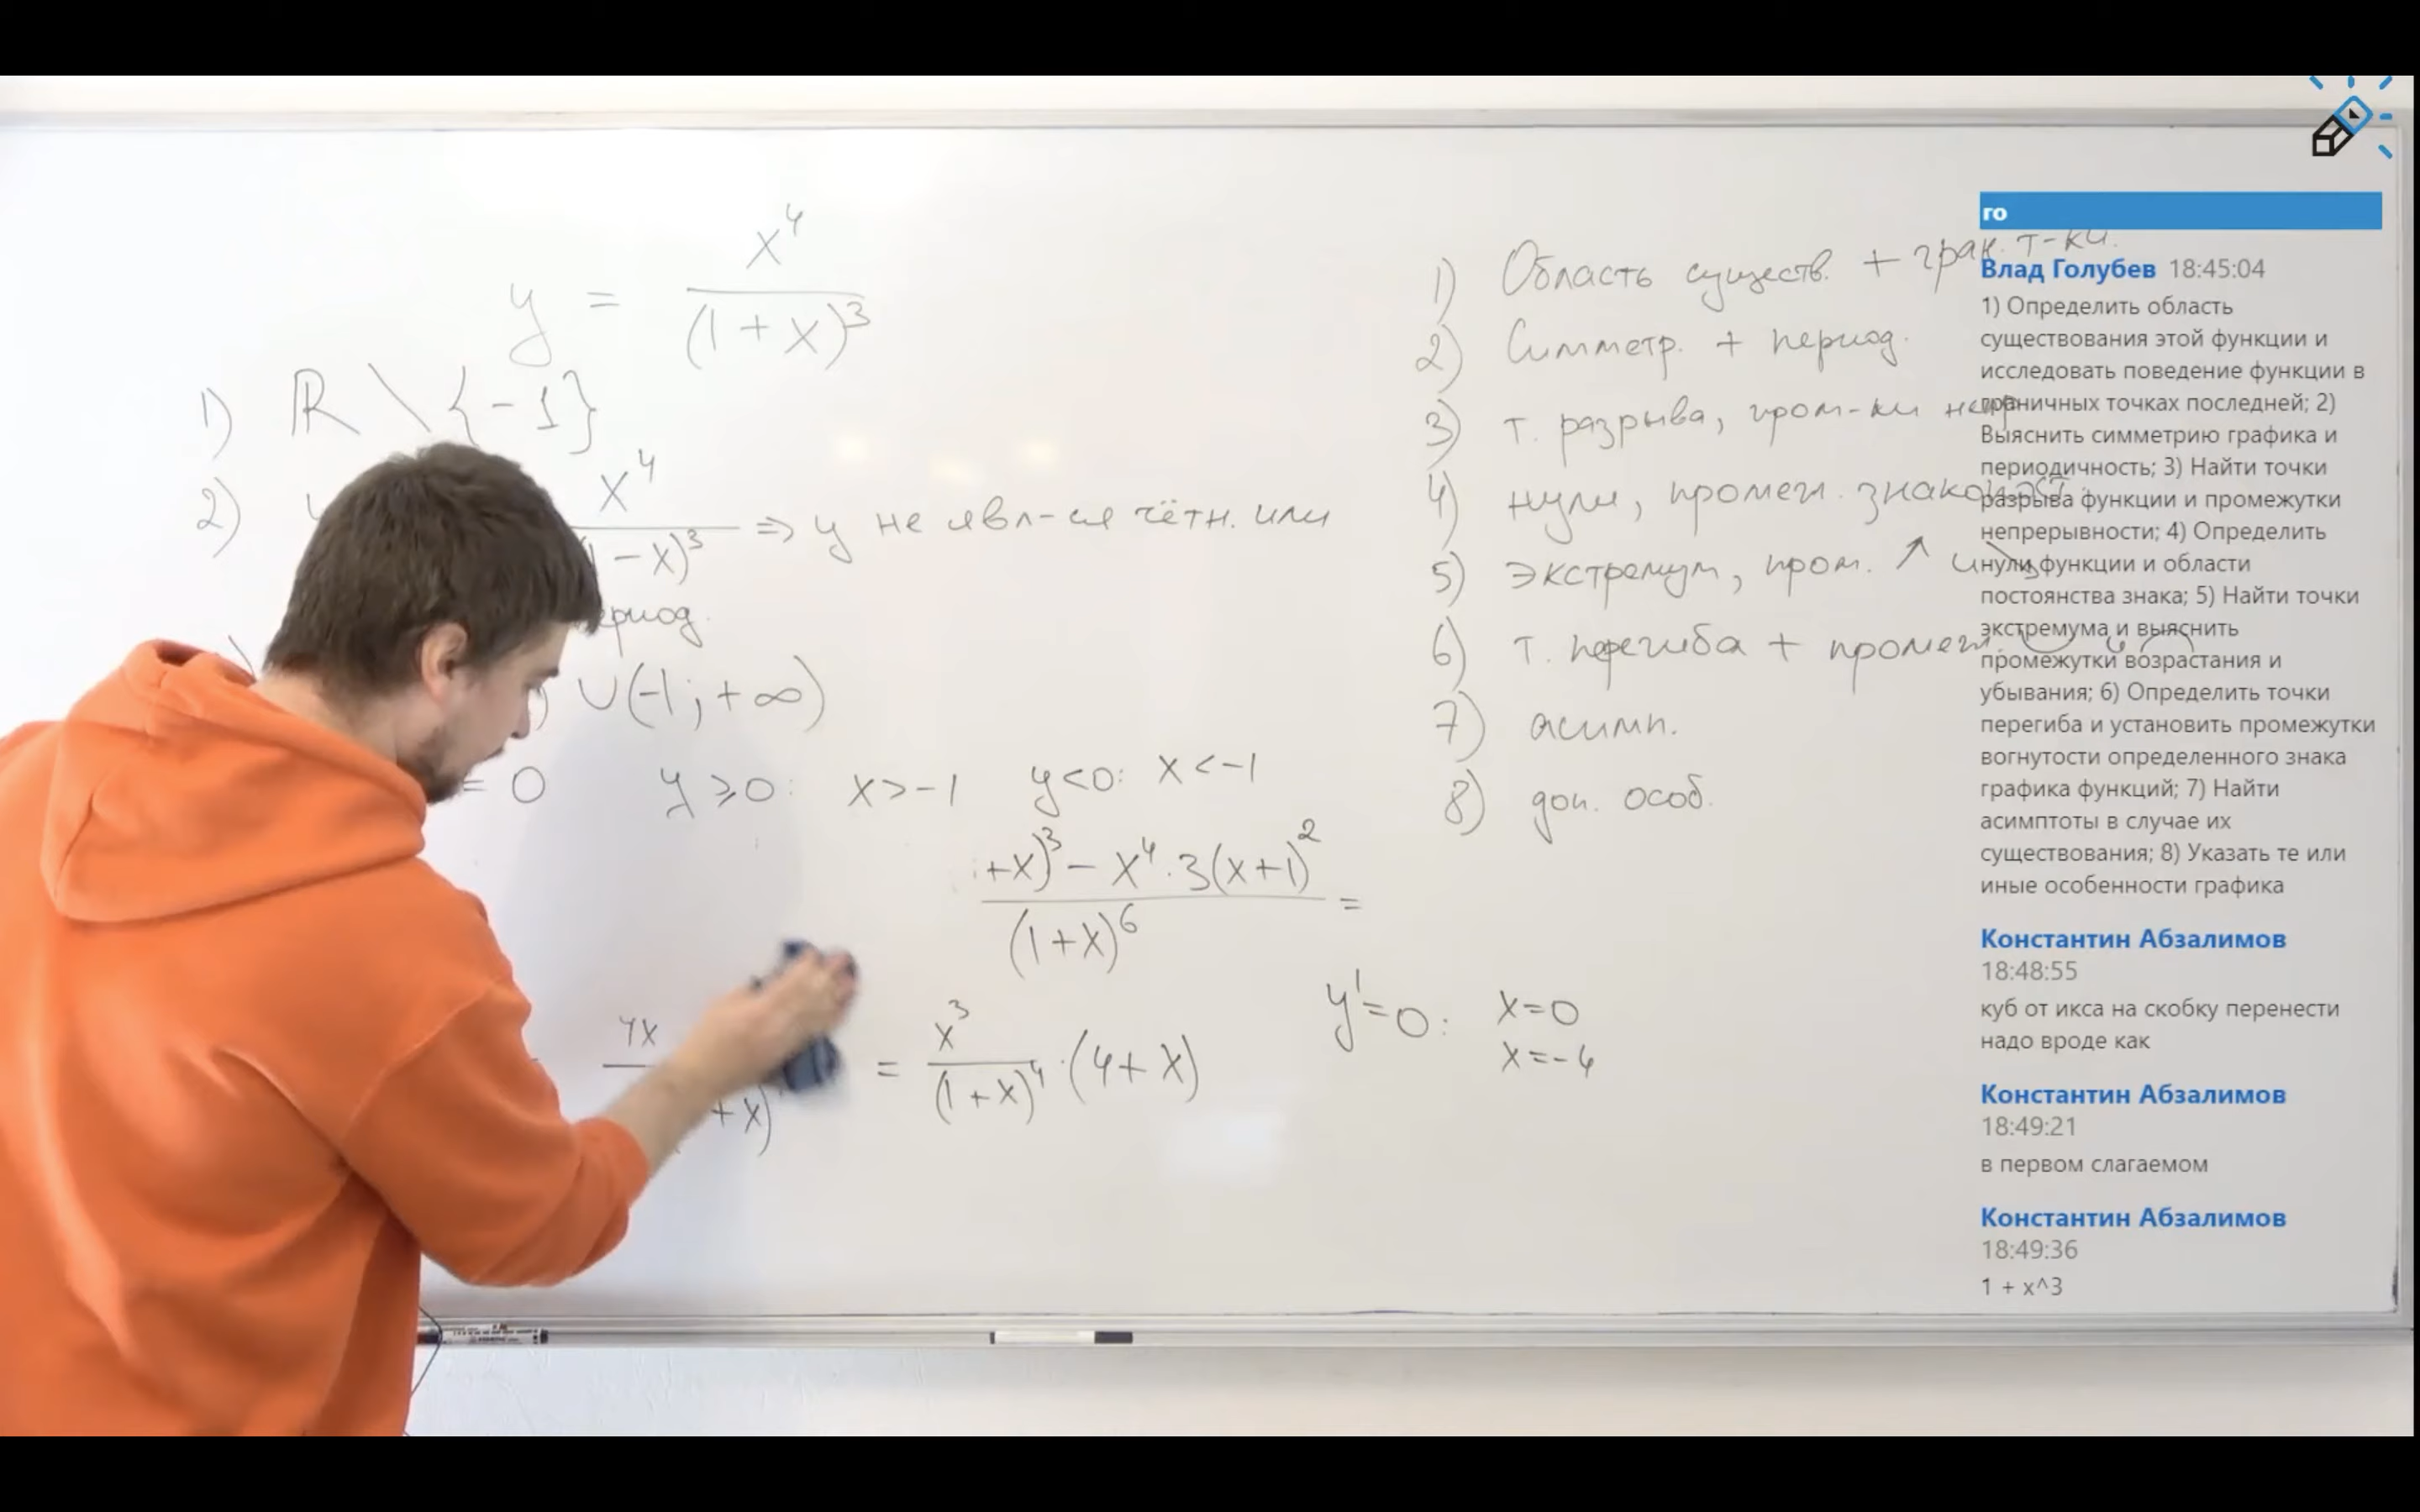 y = x⁴ / (1 + x)³
1) ℝ \ {-1}
2) x⁴ / - x)³ ⇒ y не явл-ся чётн. или
ериод.
) ∪ (-1; +∞)
= 0 y ≥ 0: x > -1 y < 0: x < -1
+x)³ - x⁴ · 3(x+1)² / (1+x)⁶ =
4x / +x) = x³ / (1+x)⁴ · (4+x)
y' = 0: x = 0
x = -4
1) Область существ. + гран. т-ки.
2) Симметр. + период.
3) т. разрыва, пром-ки непр
4) нули, промеж. знакопост.
5) экстремум, пром. ↗ и ↘
6) т. перегиба + промеж.
7) асимп.
8) доп. особ.
го
Влад Голубев 18:45:04
1) Определить область
существования этой функции и
исследовать поведение функции в
граничных точках последней; 2)
Выяснить симметрию графика и
периодичность; 3) Найти точки
разрыва функции и промежутки
непрерывности; 4) Определить
нули функции и области
постоянства знака; 5) Найти точки
экстремума и выяснить
промежутки возрастания и
убывания; 6) Определить точки
перегиба и установить промежутки
вогнутости определенного знака
графика функций; 7) Найти
асимптоты в случае их
существования; 8) Указать те или
иные особенности графика
Константин Абзалимов
18:48:55
куб от икса на скобку перенести
надо вроде как
Константин Абзалимов
18:49:21
в первом слагаемом
Константин Абзалимов
18:49:36
1 + x^3